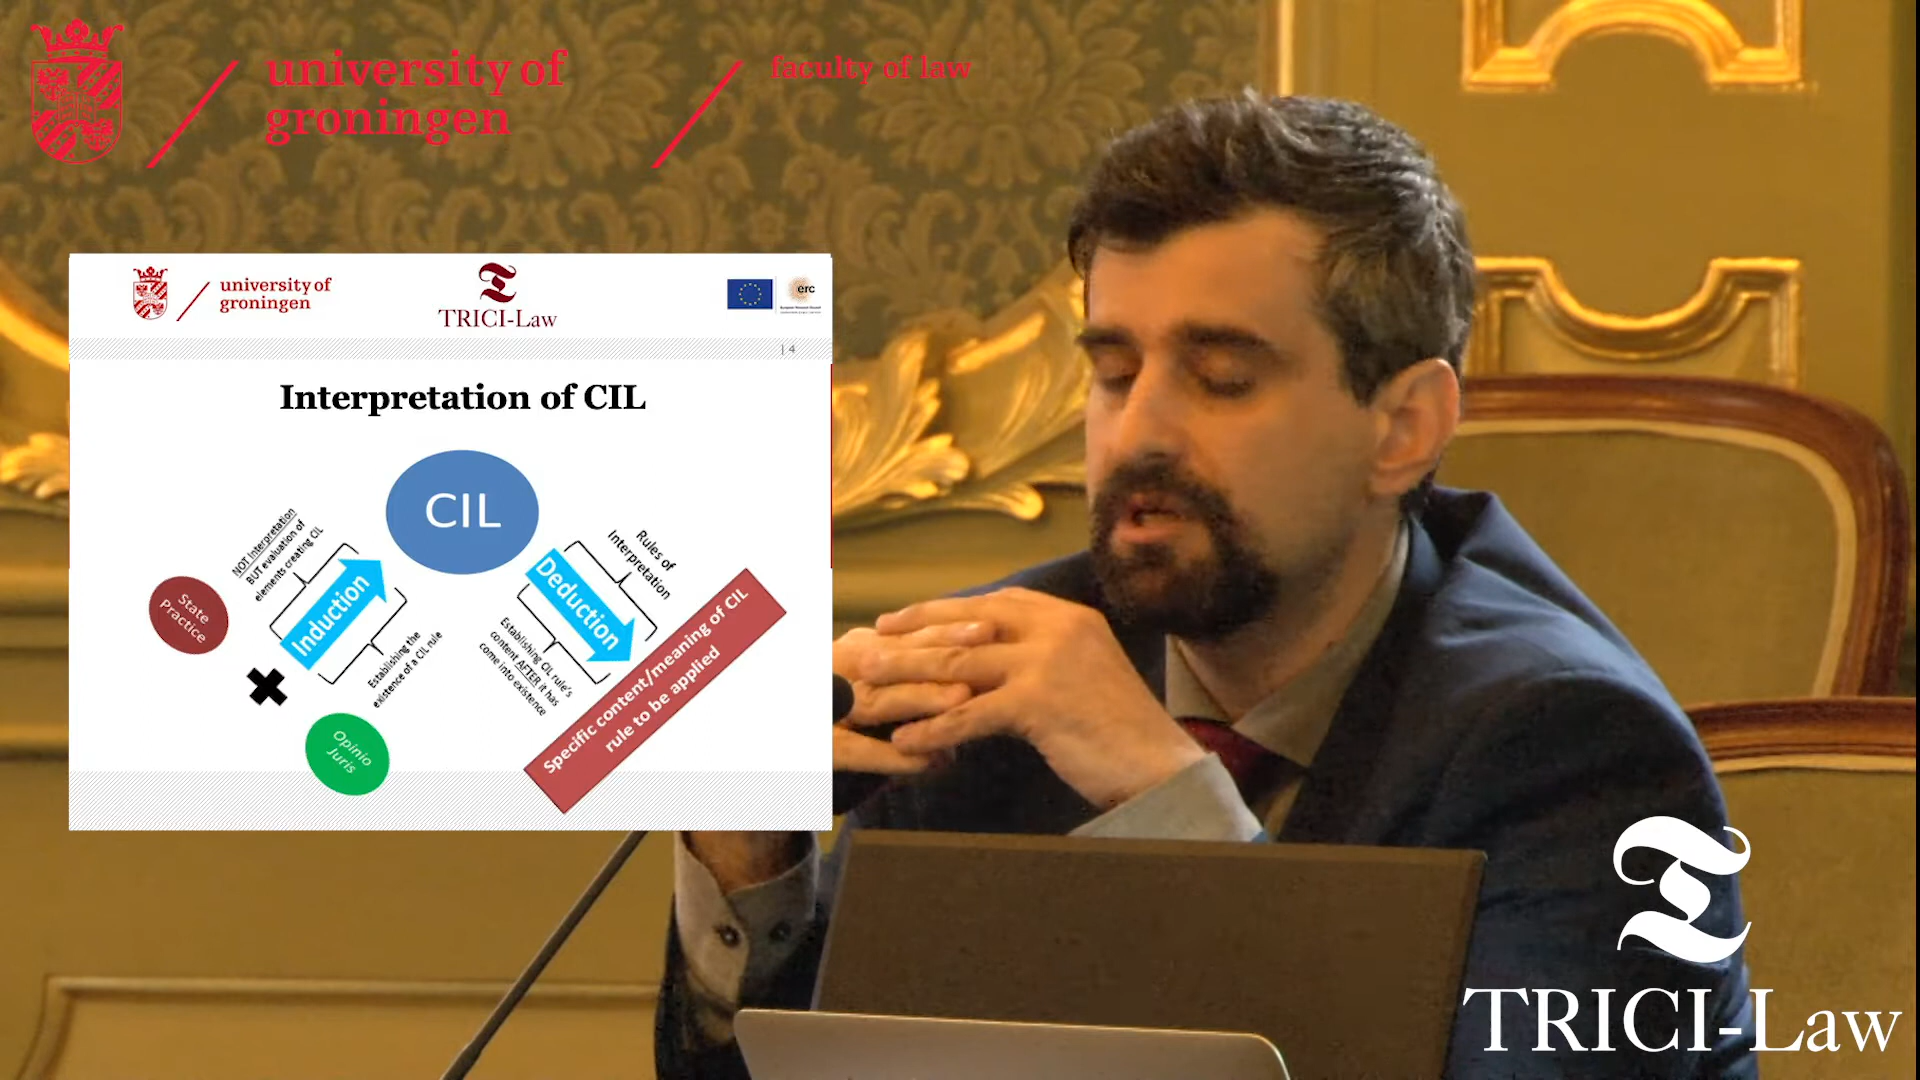 university of
groningen
faculty of law
university of
groningen
TRICI-Law
erc
| 4
Interpretation of CIL
CIL
NOT Interpretation
BUT evaluation of
elements creating CIL
Induction
Establishing the
existence of a CIL rule
State
Practice
Opinio
Juris
Rules of
Interpretation
Deduction
Establishing CIL rule's
content AFTER it has
come into existence
Specific content/meaning of CIL
rule to be applied
TRICI-Law